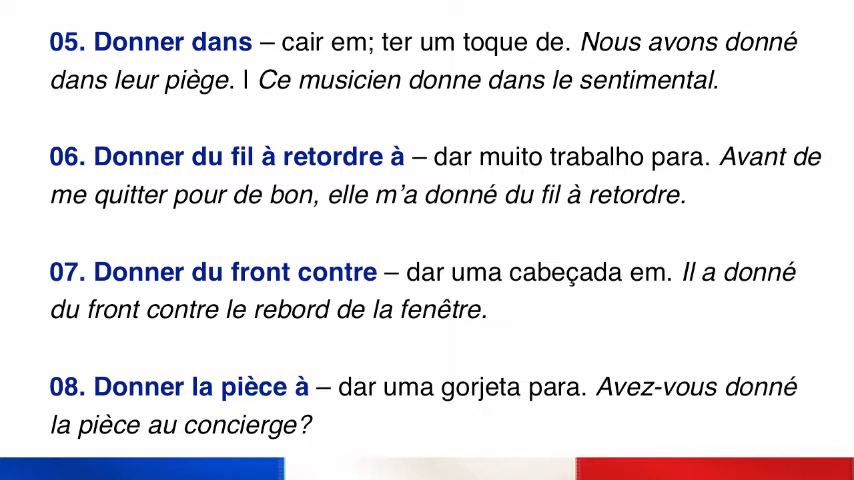 05. Donner dans – cair em; ter um toque de. Nous avons donné
dans leur piège. | Ce musicien donne dans le sentimental.
06. Donner du fil à retordre à – dar muito trabalho para. Avant de
me quitter pour de bon, elle m’a donné du fil à retordre.
07. Donner du front contre – dar uma cabeçada em. Il a donné
du front contre le rebord de la fenêtre.
08. Donner la pièce à – dar uma gorjeta para. Avez-vous donné
la pièce au concierge?